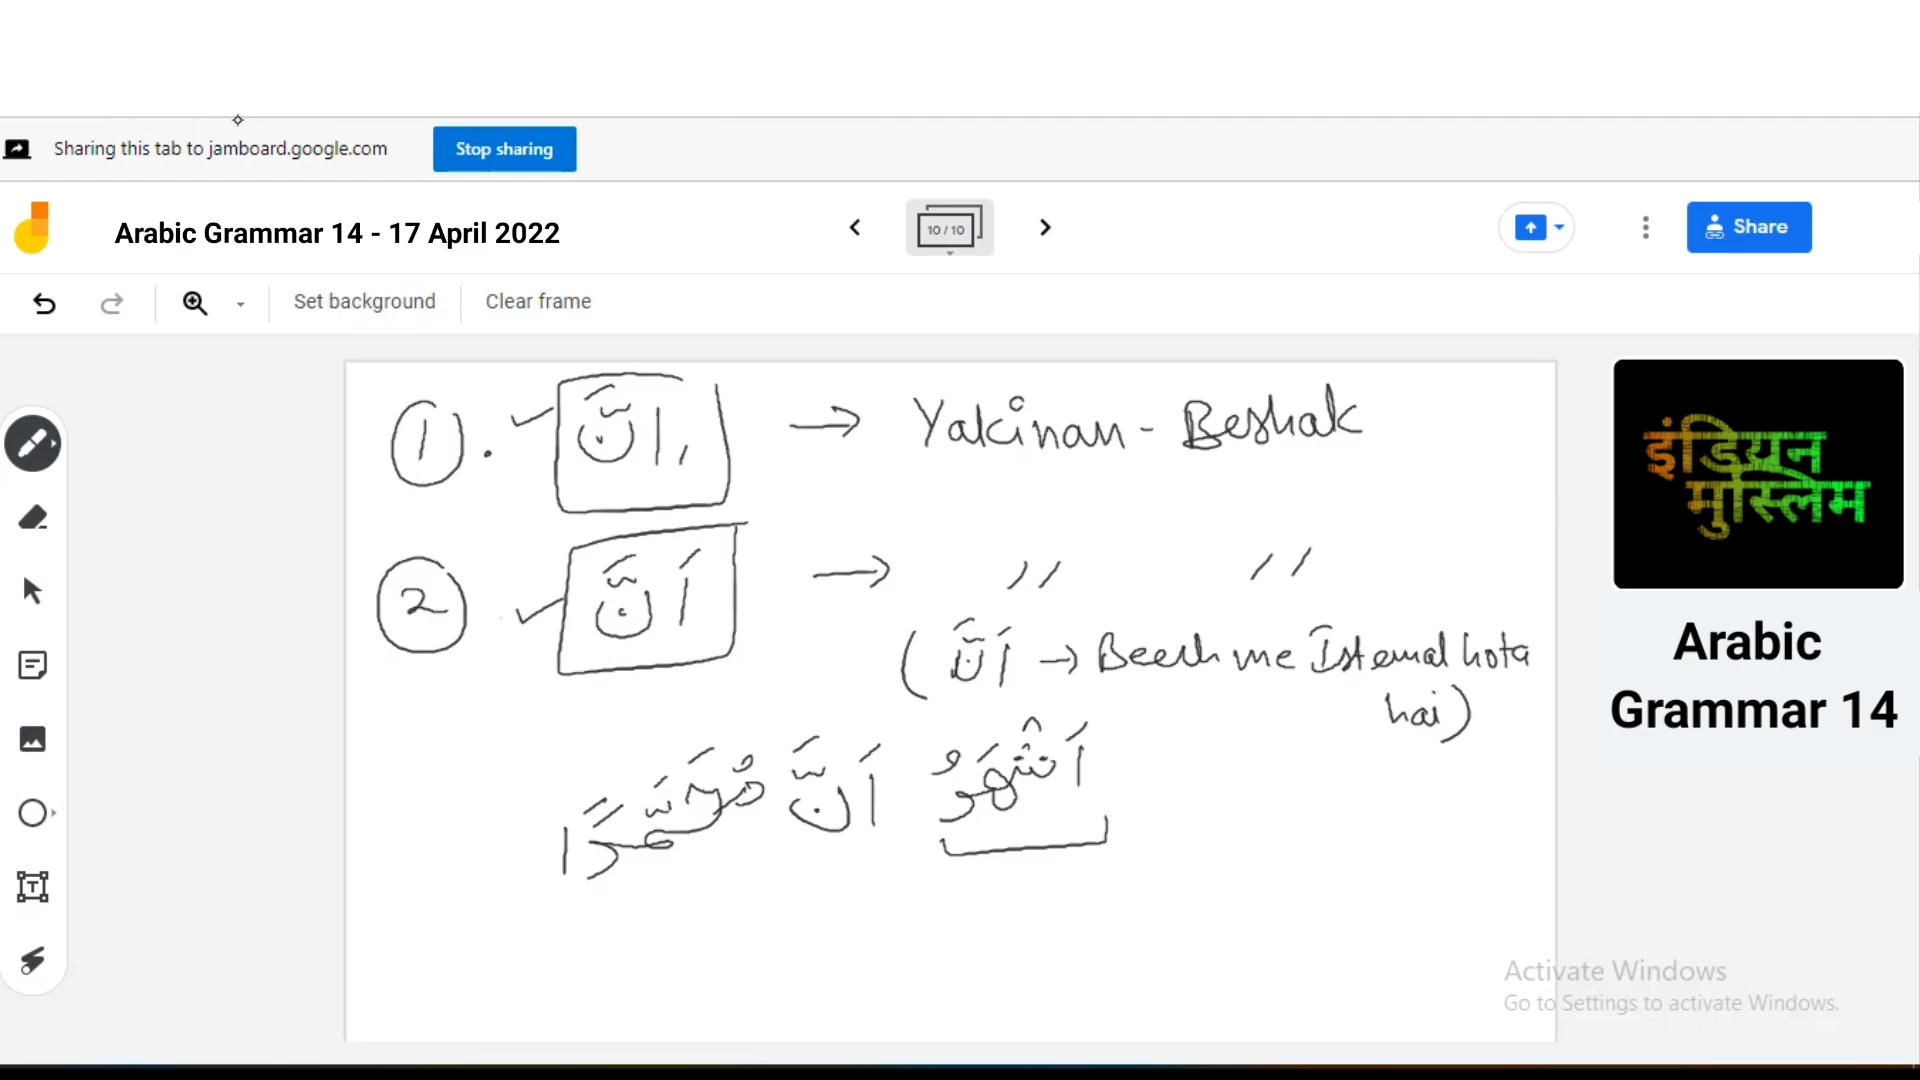 Sharing this tab to jamboard.google.com Stop sharing
Arabic Grammar 14 - 17 April 2022
10 / 10
Share
Set background Clear frame
1. اِنَّ → Yakinan - Beshak
2 اَنَّ → " "
(اَنَّ → Beech me Istemal hota
hai)
اَشْهَدُ اَنَّ مُحَمَّدًا
इंडियन
मुस्लिम
Arabic
Grammar 14
Activate Windows
Go to Settings to activate Windows.